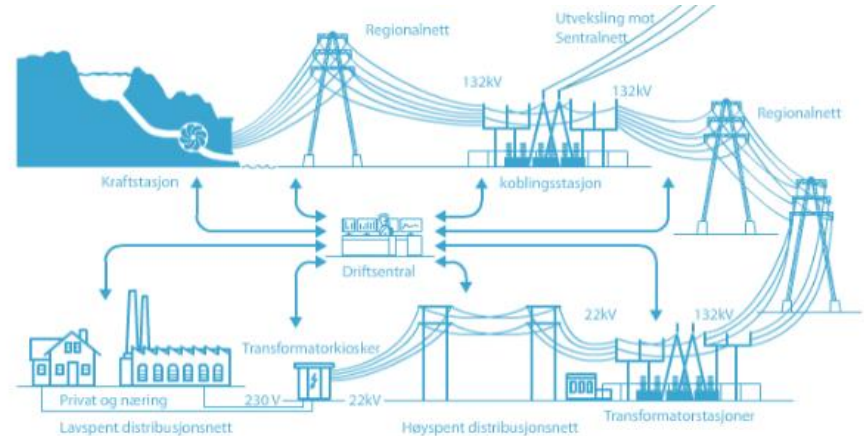 Regionalnett
Utveksling mot
Sentralnett
132kV
132kV
Regionalnett
Kraftstasjon
koblingsstasjon
Driftsentral
22kV
132kV
Transformatorkiosker
Privat og næring
230 V
22kV
Transformatorstasjoner
Lavspent distribusjonsnett
Høyspent distribusjonsnett